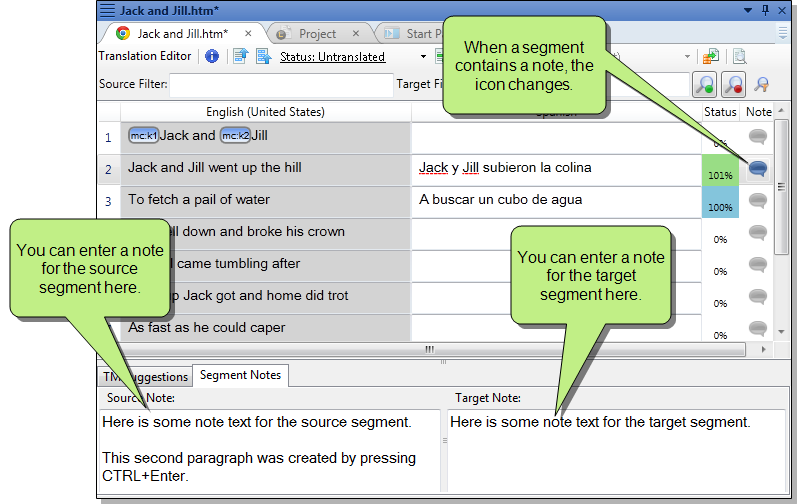 Jack and Jill.htm*
Jack and Jill.htm* Project Start P
Translation Editor Status: Untranslated
Source Filter: Target Fi
When a segment
contains a note, the
icon changes.
English (United States) Spanish Status Note
1 mc:k1 Jack and mc:k2 Jill 0%
2 Jack and Jill went up the hill Jack y Jill subieron la colina 101%
3 To fetch a pail of water A buscar un cubo de agua 100%
ll down and broke his crown 0%
came tumbling after 0%
p Jack got and home did trot 0%
As fast as he could caper 0%
You can enter a note
for the source
segment here.
You can enter a note
for the target
segment here.
TM Suggestions Segment Notes
Source Note: Target Note:
Here is some note text for the source segment. Here is some note text for the target segment.
This second paragraph was created by pressing
CTRL+Enter.